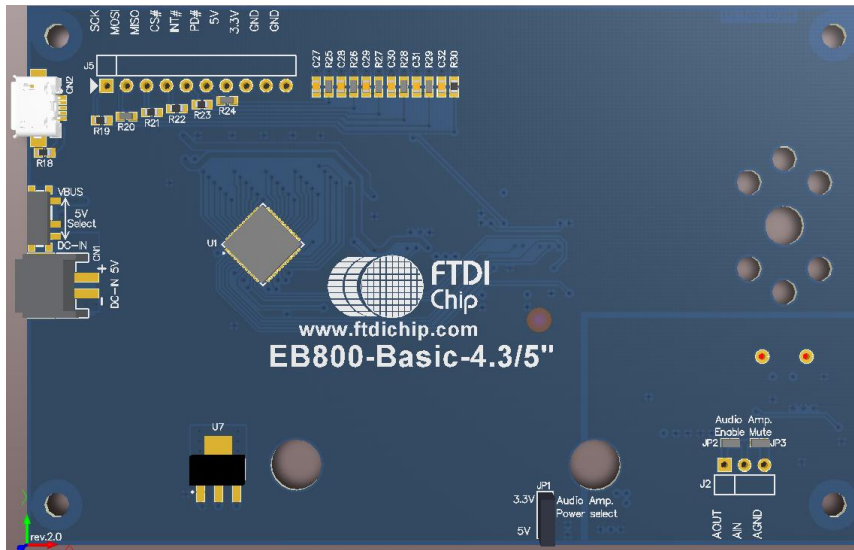 SCK MOSI MISO CS# INT# PD# 5V 3.3V GND GND
J5
C27 R25 C28 R26 C29 R27 C30 R28 C31 R29 C32 R30
CN2
R19 R20 R21 R22 R23 R24
R18
VBUS
5V
Select
DC-IN
CN1
+ 5V
DC-IN
-
U1
FTDI
Chip
www.ftdichip.com
EB800-Basic-4.3/5"
U7
JP1
3.3V
5V
Audio Amp.
Power select
Audio Amp.
Enable Mute
JP2 JP3
J2
AOUT AIN AGND
rev.2.0